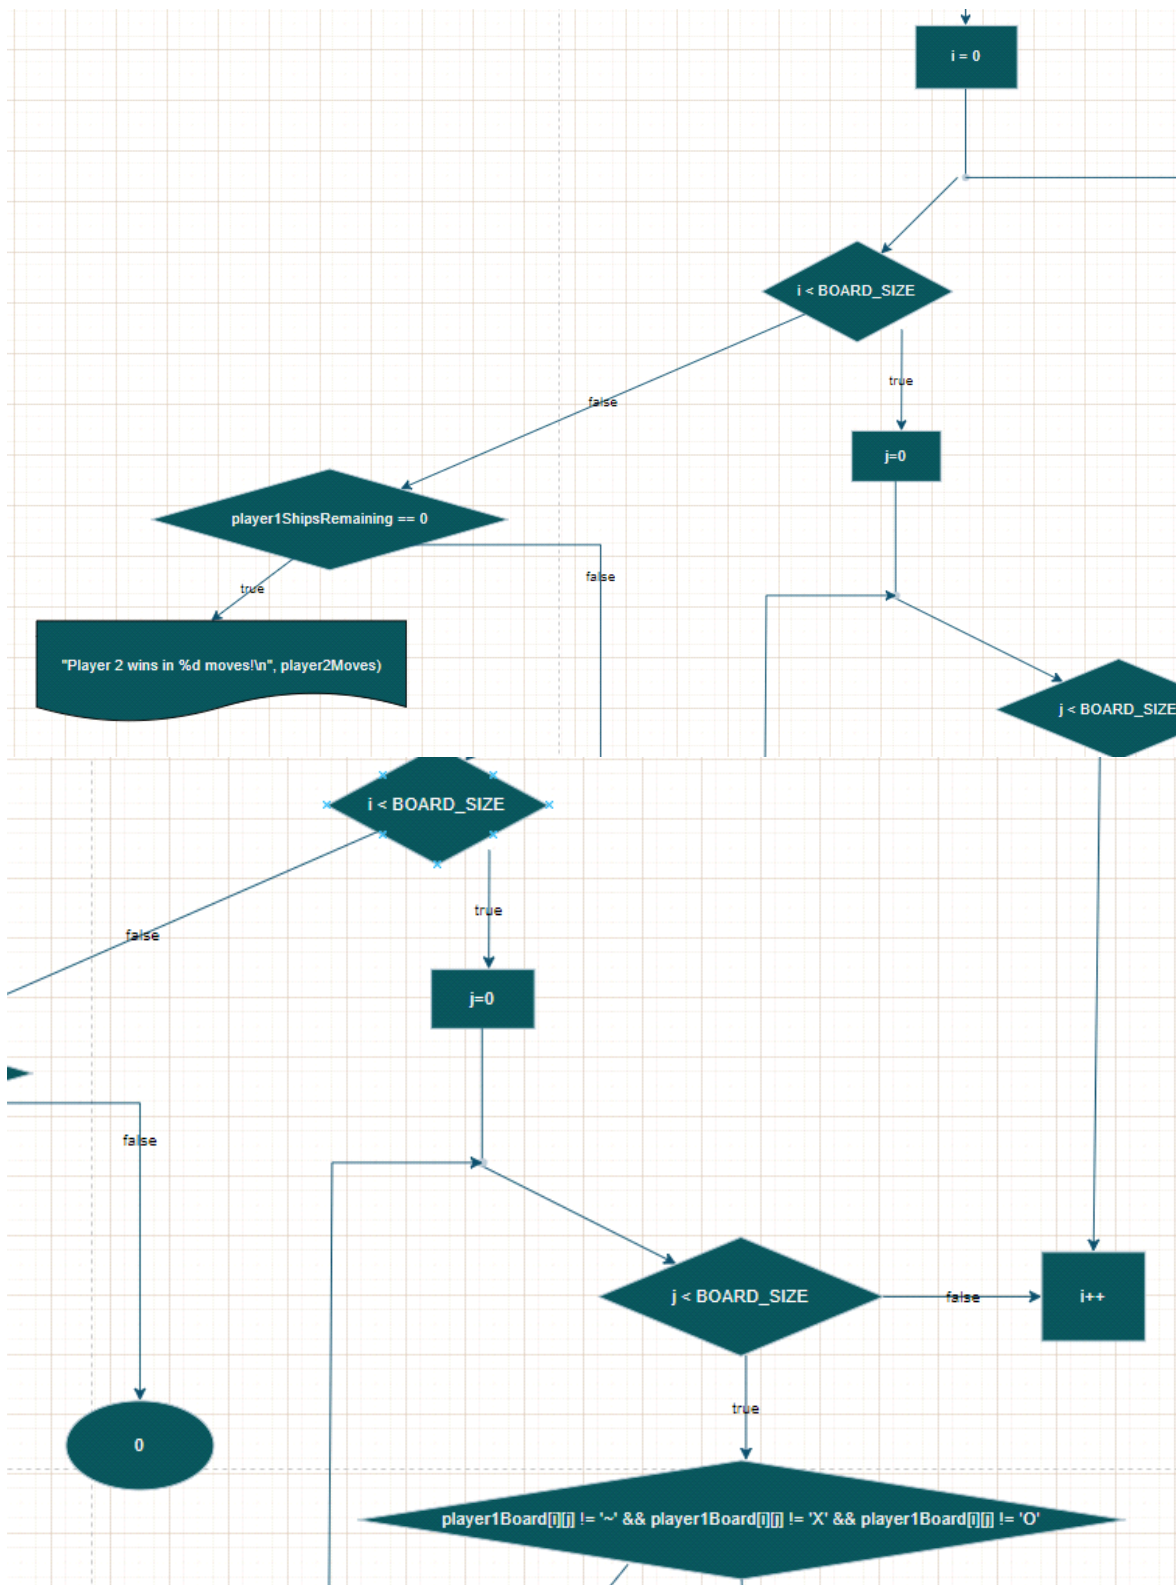 i = 0
i < BOARD_SIZE
true
false
j=0
player1ShipsRemaining == 0
false
true
"Player 2 wins in %d moves!\n", player2Moves)
j < BOARD_SIZE
i < BOARD_SIZE
true
false
j=0
false
j < BOARD_SIZE
false
i++
true
0
player1Board[i][j] != '~' && player1Board[i][j] != 'X' && player1Board[i][j] != 'O'